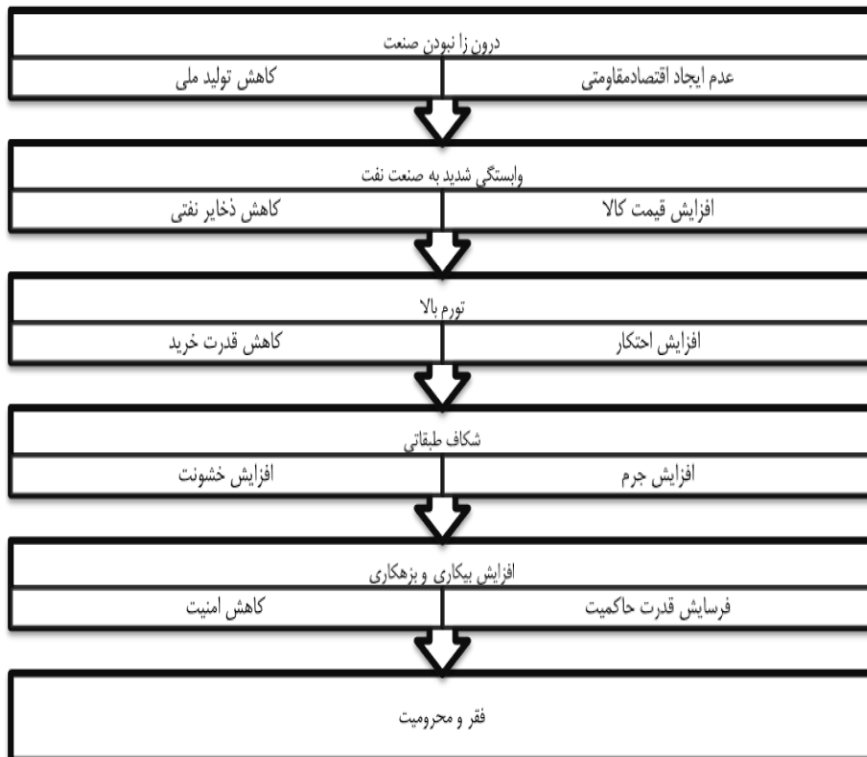 درون زا نبودن صنعت
عدم ایجاد اقتصادمقاومتی
کاهش تولید ملی
وابستگی شدید به صنعت نفت
افزایش قیمت کالا
کاهش ذخایر نفتی
تورم بالا
افزایش احتکار
کاهش قدرت خرید
شکاف طبقاتی
افزایش جرم
افزایش خشونت
افزایش بیکاری و بزهکاری
فرسایش قدرت حاکمیت
کاهش امنیت
فقر و محرومیت